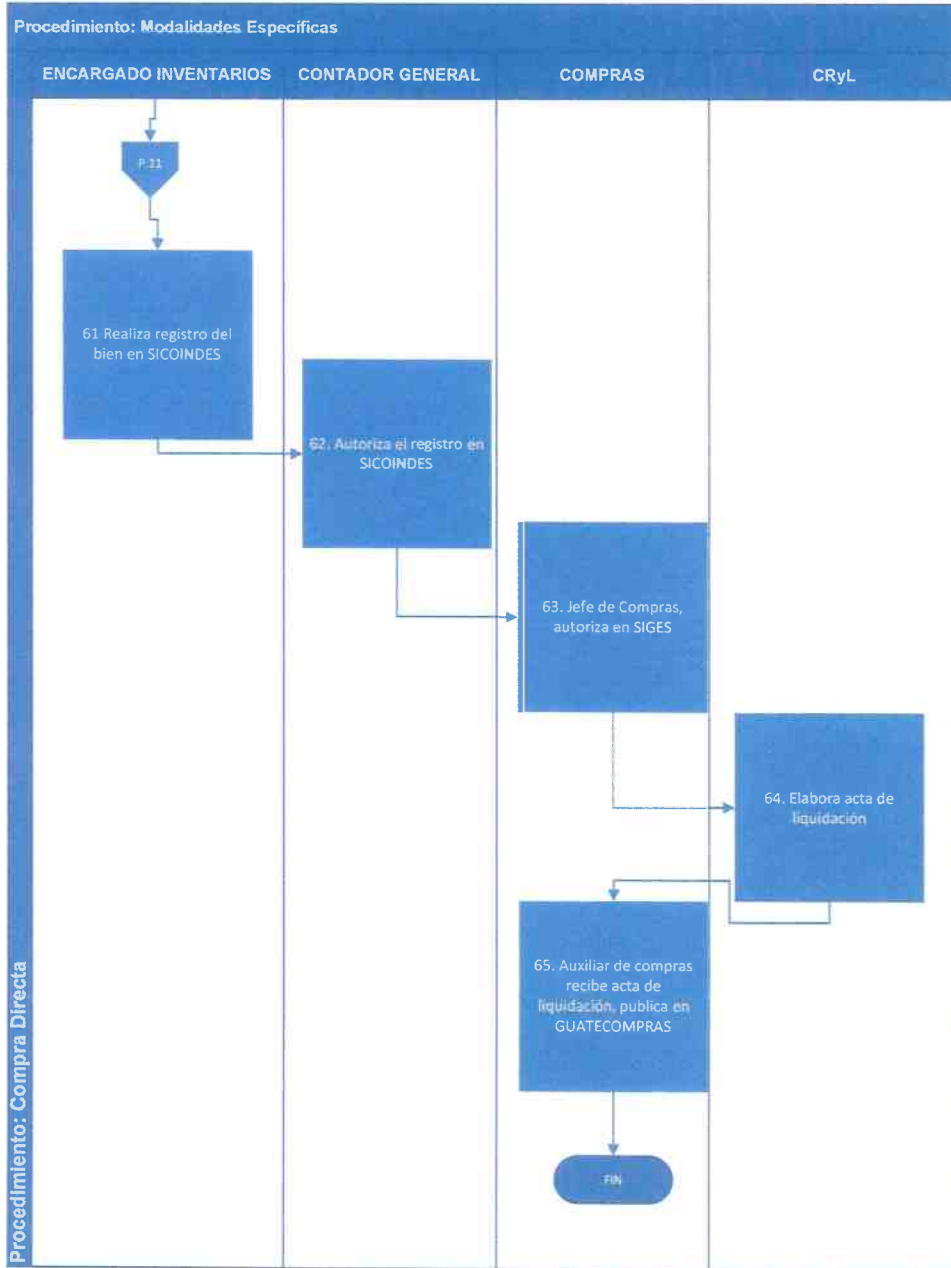 Procedimiento: Modalidades Específicas
ENCARGADO INVENTARIOS
CONTADOR GENERAL
COMPRAS
CRyL
P 11
61 Realiza registro del
bien en SICOINDES
62. Autoriza el registro en
SICOINDES
63. Jefe de Compras,
autoriza en SIGES
64. Elabora acta de
liquidación
65. Auxiliar de compras
recibe acta de
liquidación, publica en
GUATECOMPRAS
FIN
Procedimiento: Compra Directa